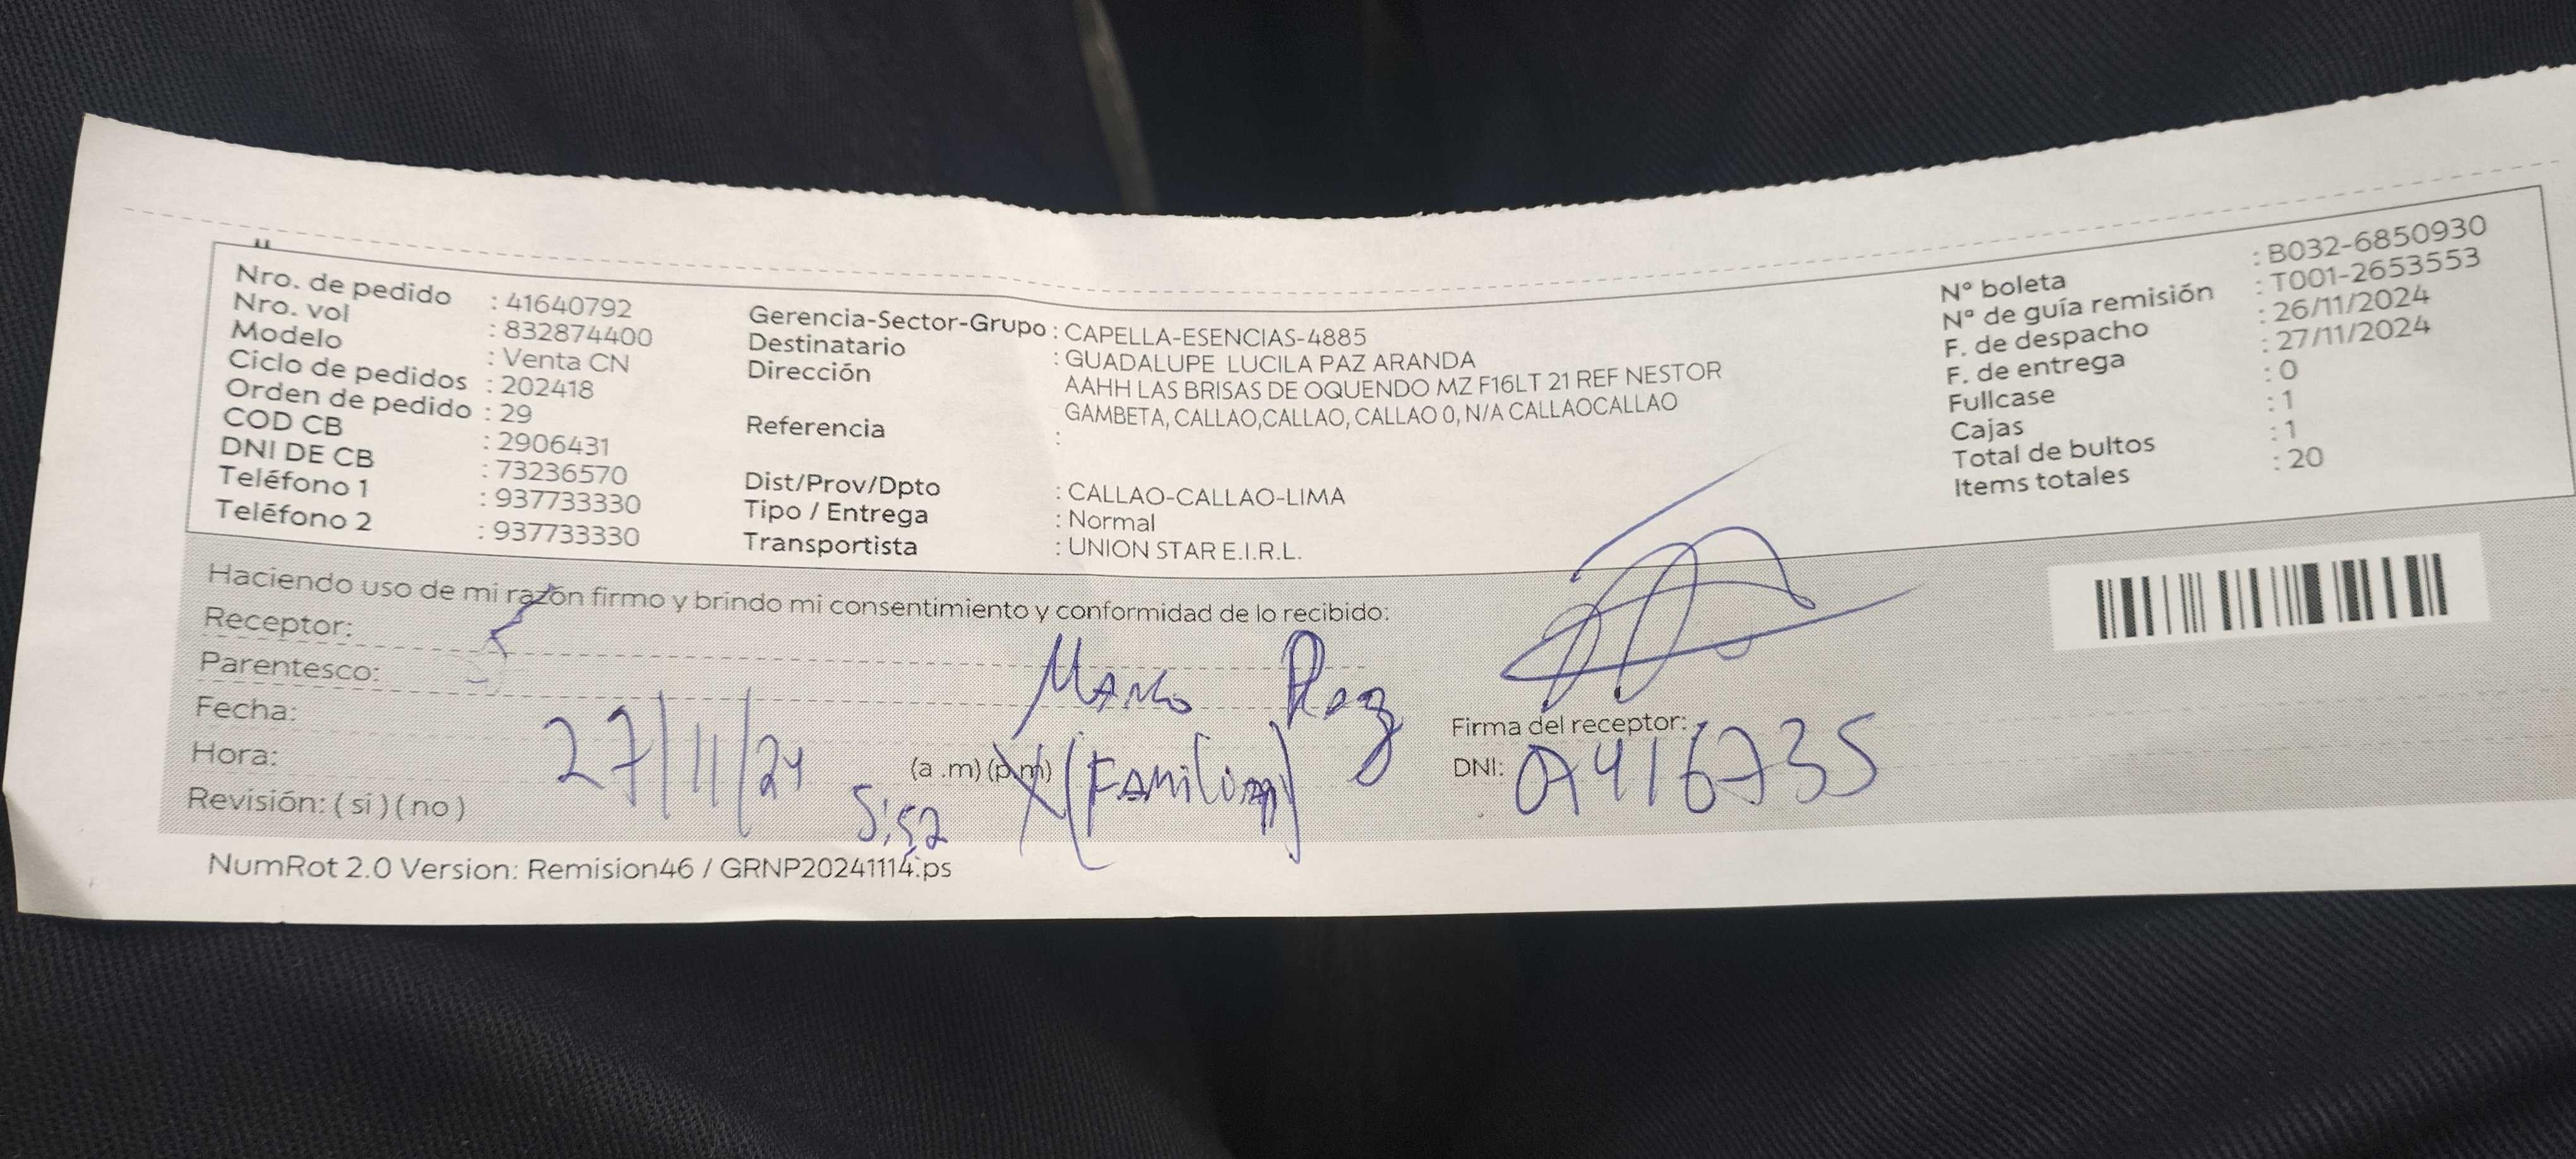 Nro. de pedido : 41640792
Nro. vol : 832874400
Modelo : Venta CN
Ciclo de pedidos : 202418
Orden de pedido : 29
COD CB : 2906431
DNI DE CB : 73236570
Teléfono 1 : 937733330
Teléfono 2 : 937733330
Gerencia-Sector-Grupo : CAPELLA-ESENCIAS-4885
Destinatario : GUADALUPE LUCILA PAZ ARANDA
Dirección AAHH LAS BRISAS DE OQUENDO MZ F16LT 21 REF NESTOR
GAMBETA, CALLAO,CALLAO, CALLAO 0, N/A CALLAOCALLAO
Referencia :
Dist/Prov/Dpto : CALLAO-CALLAO-LIMA
Tipo / Entrega : Normal
Transportista : UNION STAR E.I.R.L.
N° boleta : B032-6850930
N° de guía remisión : T001-2653553
F. de despacho : 26/11/2024
F. de entrega : 27/11/2024
Fullcase : 0
Cajas : 1
Total de bultos : 1
Items totales : 20
Haciendo uso de mi razón firmo y brindo mi consentimiento y conformidad de lo recibido:
Receptor: Marco Paz
Parentesco: (Familiar)
Fecha: 27/11/24
Hora: 5:52 (a .m) (p.m)
Revisión: ( si ) ( no )
Firma del receptor:
DNI: 07416735
NumRot 2.0 Version: Remision46 / GRNP20241114.ps